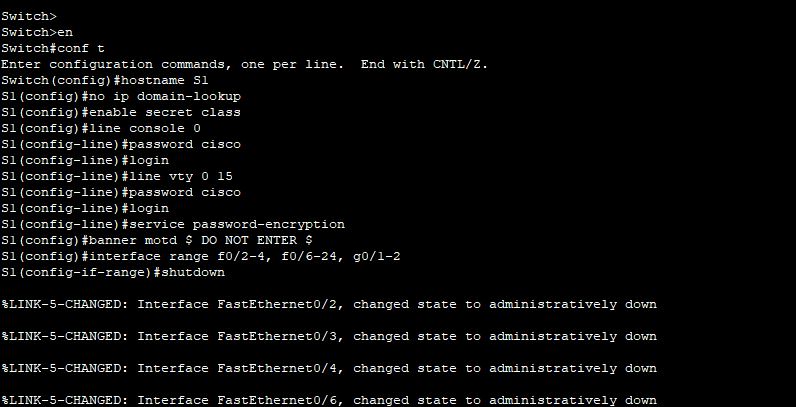 Switch>
Switch>en
Switch#conf t
Enter configuration commands, one per line.  End with CNTL/Z.
Switch(config)#hostname S1
S1(config)#no ip domain-lookup
S1(config)#enable secret class
S1(config)#line console 0
S1(config-line)#password cisco
S1(config-line)#login
S1(config-line)#line vty 0 15
S1(config-line)#password cisco
S1(config-line)#login
S1(config-line)#service password-encryption
S1(config)#banner motd $ DO NOT ENTER $
S1(config)#interface range f0/2-4, f0/6-24, g0/1-2
S1(config-if-range)#shutdown
%LINK-5-CHANGED: Interface FastEthernet0/2, changed state to administratively down
%LINK-5-CHANGED: Interface FastEthernet0/3, changed state to administratively down
%LINK-5-CHANGED: Interface FastEthernet0/4, changed state to administratively down
%LINK-5-CHANGED: Interface FastEthernet0/6, changed state to administratively down